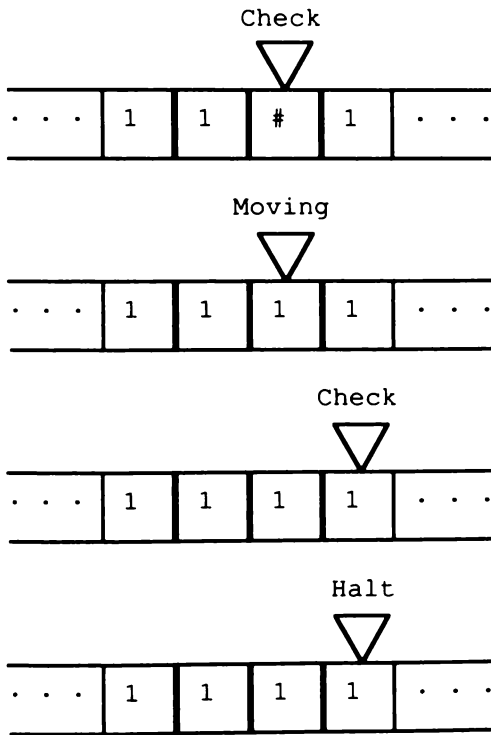 Check
. . . 1 1 # 1 . . .
Moving
. . . 1 1 1 1 . . .
Check
. . . 1 1 1 1 . . .
Halt
. . . 1 1 1 1 . . .